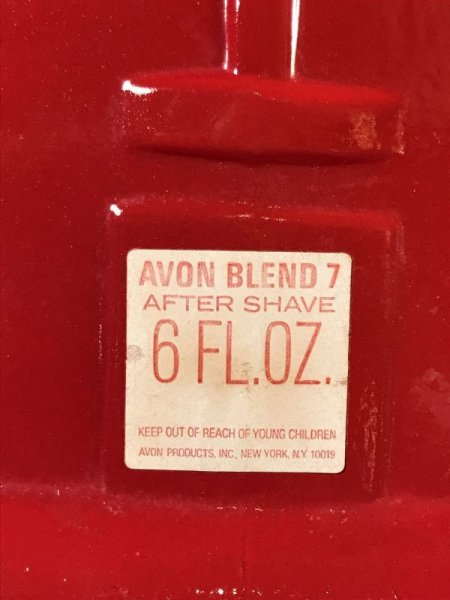 AVON BLEND 7
AFTER SHAVE
6 FL.OZ.
KEEP OUT OF REACH OF YOUNG CHILDREN
AVON PRODUCTS, INC., NEW YORK, N.Y. 10019